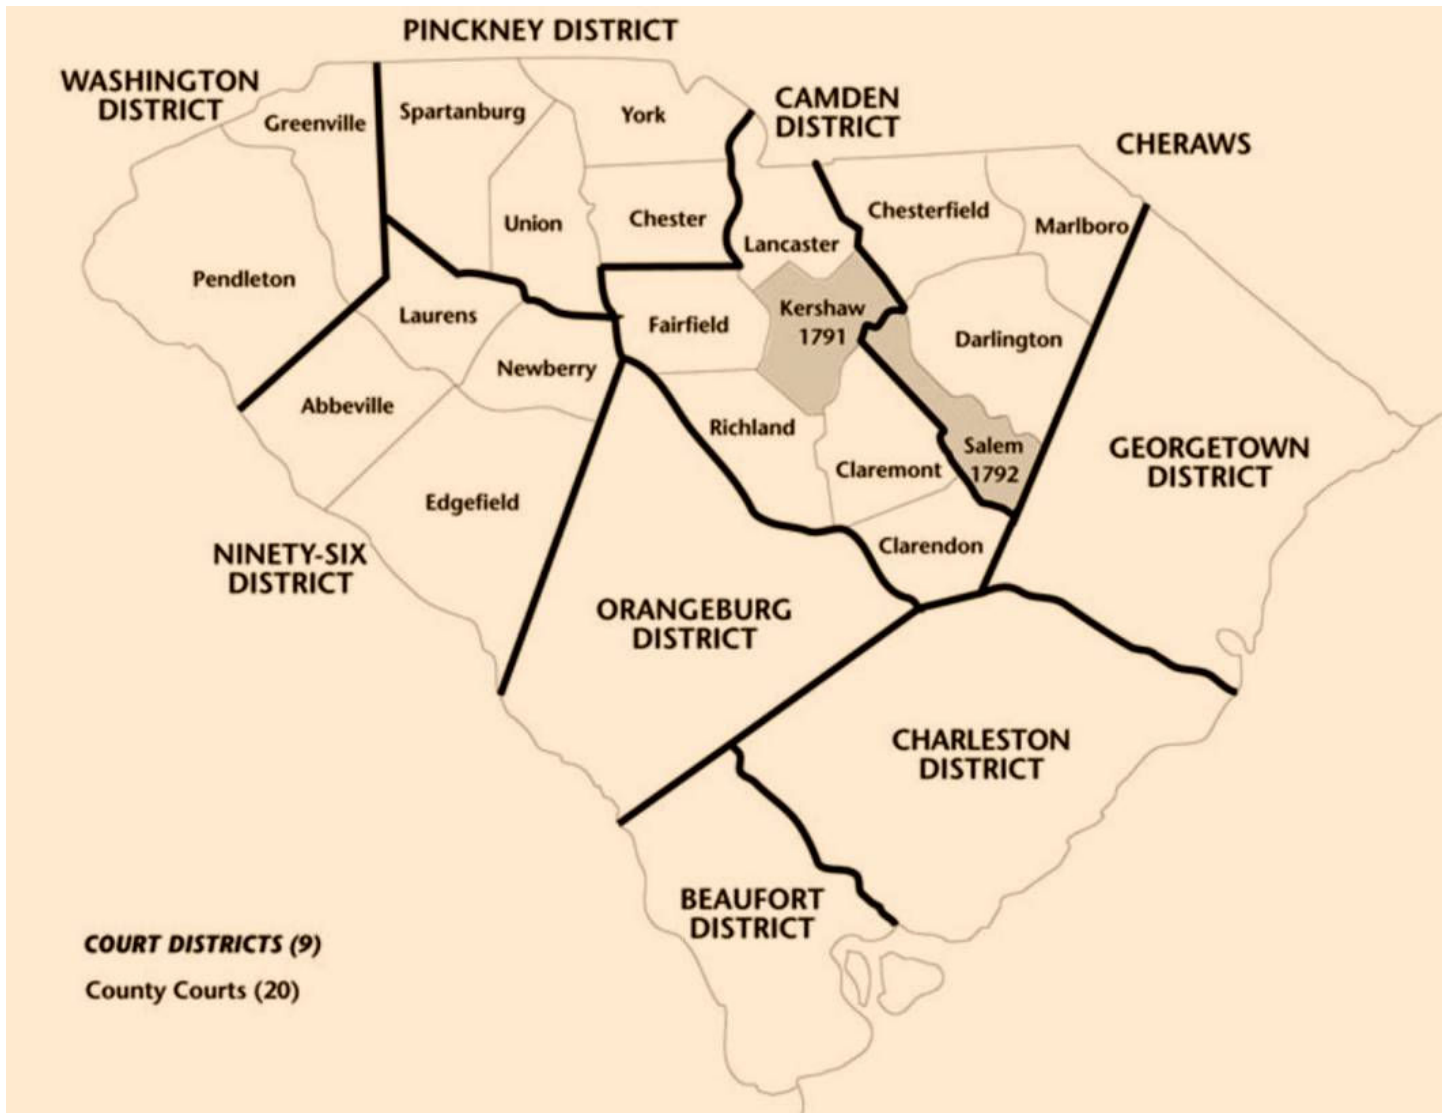 PINCKNEY DISTRICT
WASHINGTON
DISTRICT
CAMDEN
DISTRICT
CHERAWS
Greenville
Spartanburg
York
Union
Chester
Lancaster
Chesterfield
Marlboro
Pendleton
Laurens
Fairfield
Kershaw
1791
Darlington
Newberry
Abbeville
Richland
Claremont
Salem
1792
GEORGETOWN
DISTRICT
Edgefield
Clarendon
NINETY-SIX
DISTRICT
ORANGEBURG
DISTRICT
CHARLESTON
DISTRICT
BEAUFORT
DISTRICT
COURT DISTRICTS (9)
County Courts (20)